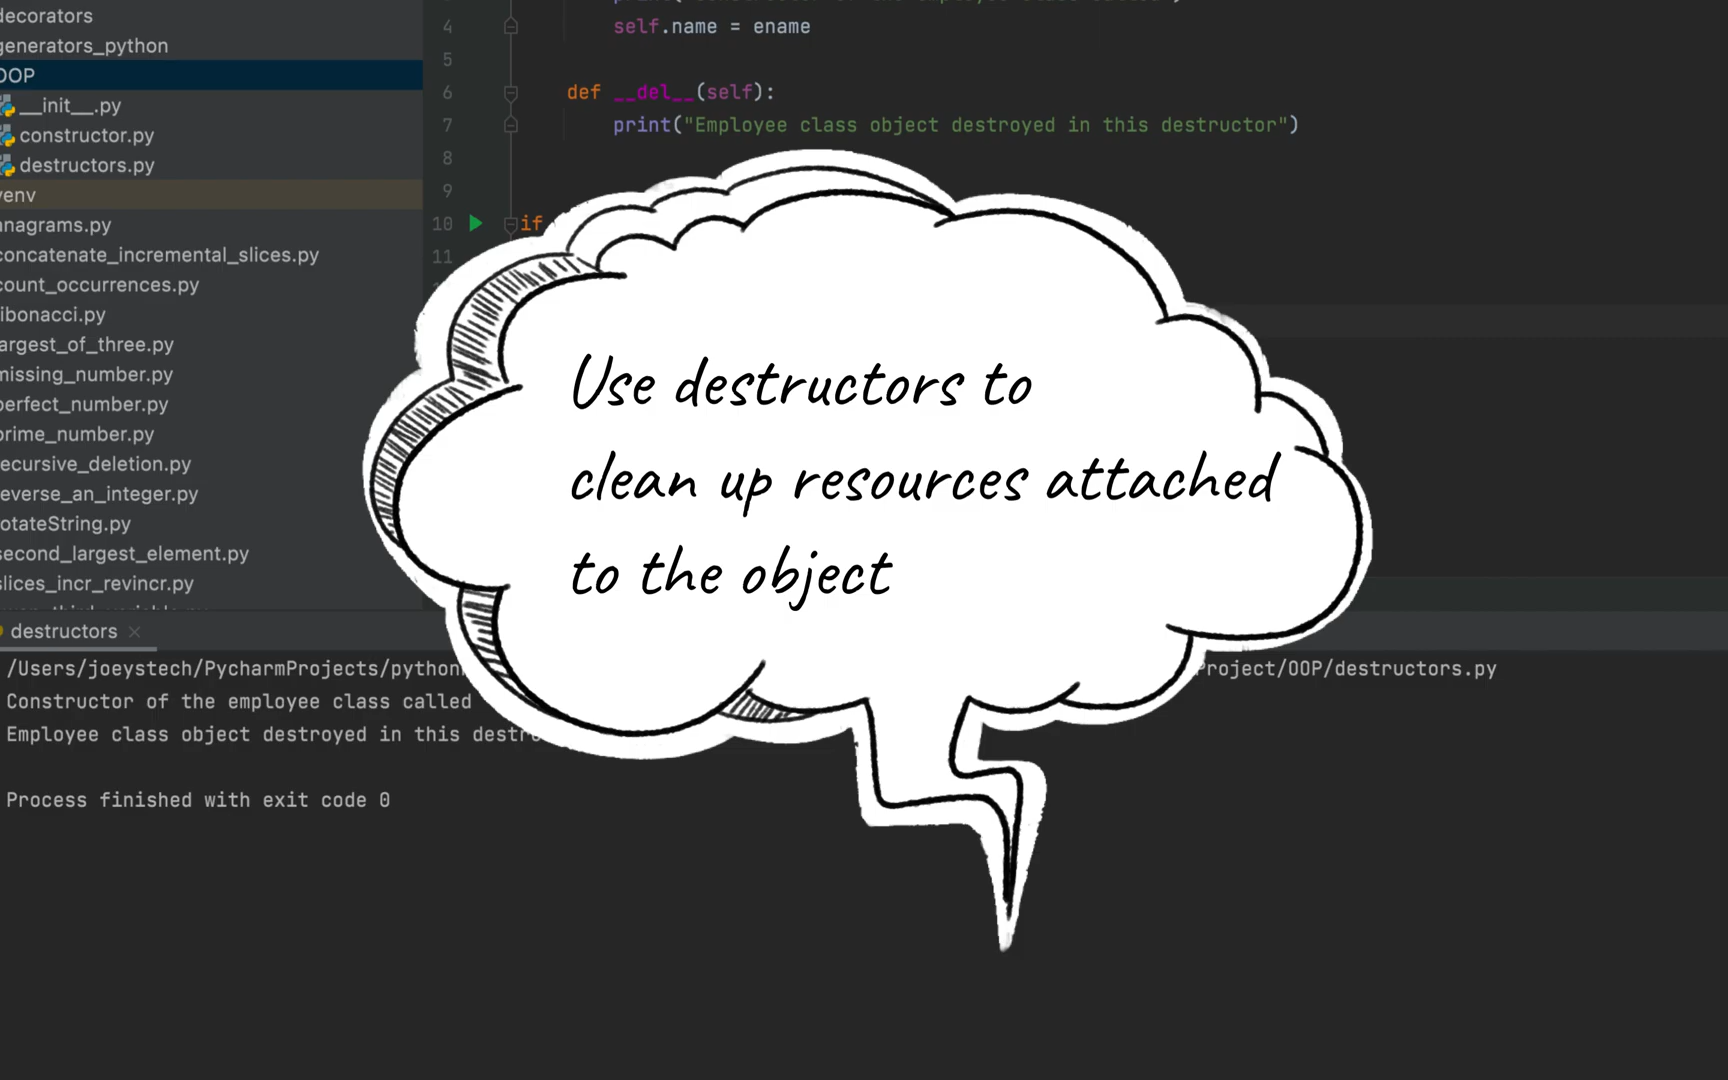 decorators
generators_python
OOP
__init__.py
constructor.py
destructors.py
venv
anagrams.py
concatenate_incremental_slices.py
count_occurrences.py
fibonacci.py
largest_of_three.py
missing_number.py
perfect_number.py
prime_number.py
recursive_deletion.py
reverse_an_integer.py
rotateString.py
second_largest_element.py
slices_incr_revincr.py
4 self.name = ename
5
6 def __del__(self):
7 print("Employee class object destroyed in this destructor")
8
9
10 if
11
Use destructors to
clean up resources attached
to the object
destructors ×
/Users/joeystech/PycharmProjects/python Project/OOP/destructors.py
Constructor of the employee class called
Employee class object destroyed in this destr
Process finished with exit code 0